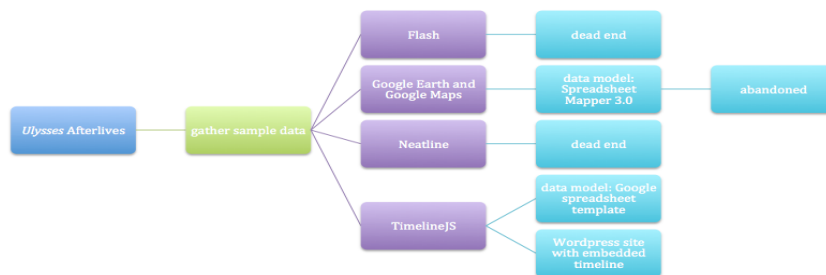 Flash
dead end
Google Earth and
Google Maps
data model:
Spreadsheet
Mapper 3.0
abandoned
Ulysses Afterlives
gather sample data
Neatline
dead end
TimelineJS
data model: Google
spreadsheet
template
Wordpress site
with embedded
timeline